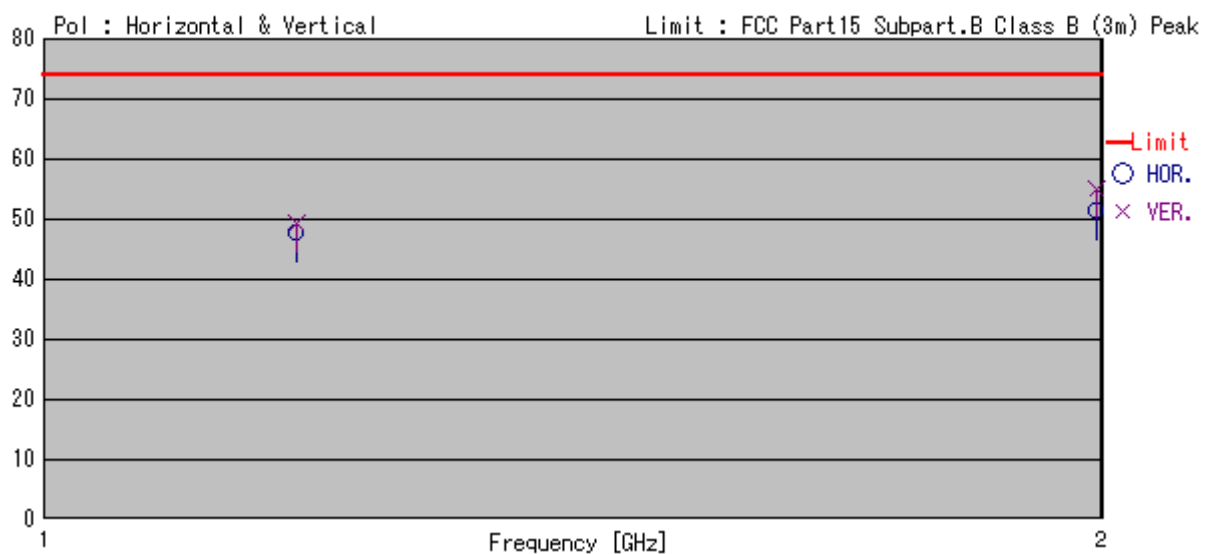 Pol : Horizontal & Vertical Limit : FCC Part15 Subpart.B Class B (3m) Peak
80
70
Limit
60
HOR.
50
VER.
40
30
20
10
0
1 Frequency [GHz] 2